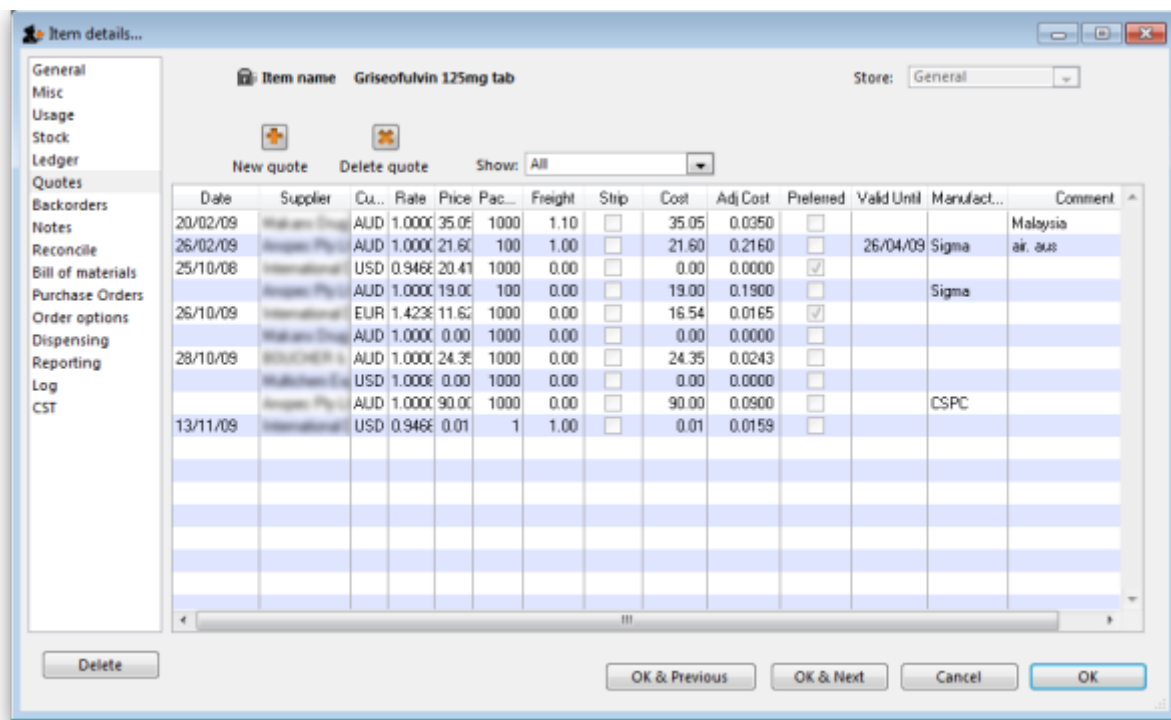 Item details...
General
Misc
Usage
Stock
Ledger
Quotes
Backorders
Notes
Reconcile
Bill of materials
Purchase Orders
Order options
Dispensing
Reporting
Log
CST
Item name Griseofulvin 125mg tab
Store: General
New quote Delete quote Show: All
Date Supplier Cu... Rate Price Pac... Freight Strip Cost Adj Cost Preferred Valid Until Manufact... Comment
20/02/09 AUD 1.000 35.05 1000 1.10 35.05 0.0350 Malaysia
26/02/09 AUD 1.000 21.60 100 1.00 21.60 0.2160 26/04/09 Sigma air. aus
25/10/08 USD 0.946 20.41 1000 0.00 0.00 0.0000
AUD 1.000 19.00 100 0.00 19.00 0.1900 Sigma
26/10/09 EUR 1.423 11.62 1000 0.00 16.54 0.0165
AUD 1.000 0.00 1000 0.00 0.00 0.0000
28/10/09 AUD 1.000 24.35 1000 0.00 24.35 0.0243
USD 1.000 0.00 1000 0.00 0.00 0.0000
AUD 1.000 90.00 1000 0.00 90.00 0.0900 CSPC
13/11/09 USD 0.946 0.01 1 1.00 0.01 0.0159
Delete
OK & Previous OK & Next Cancel OK